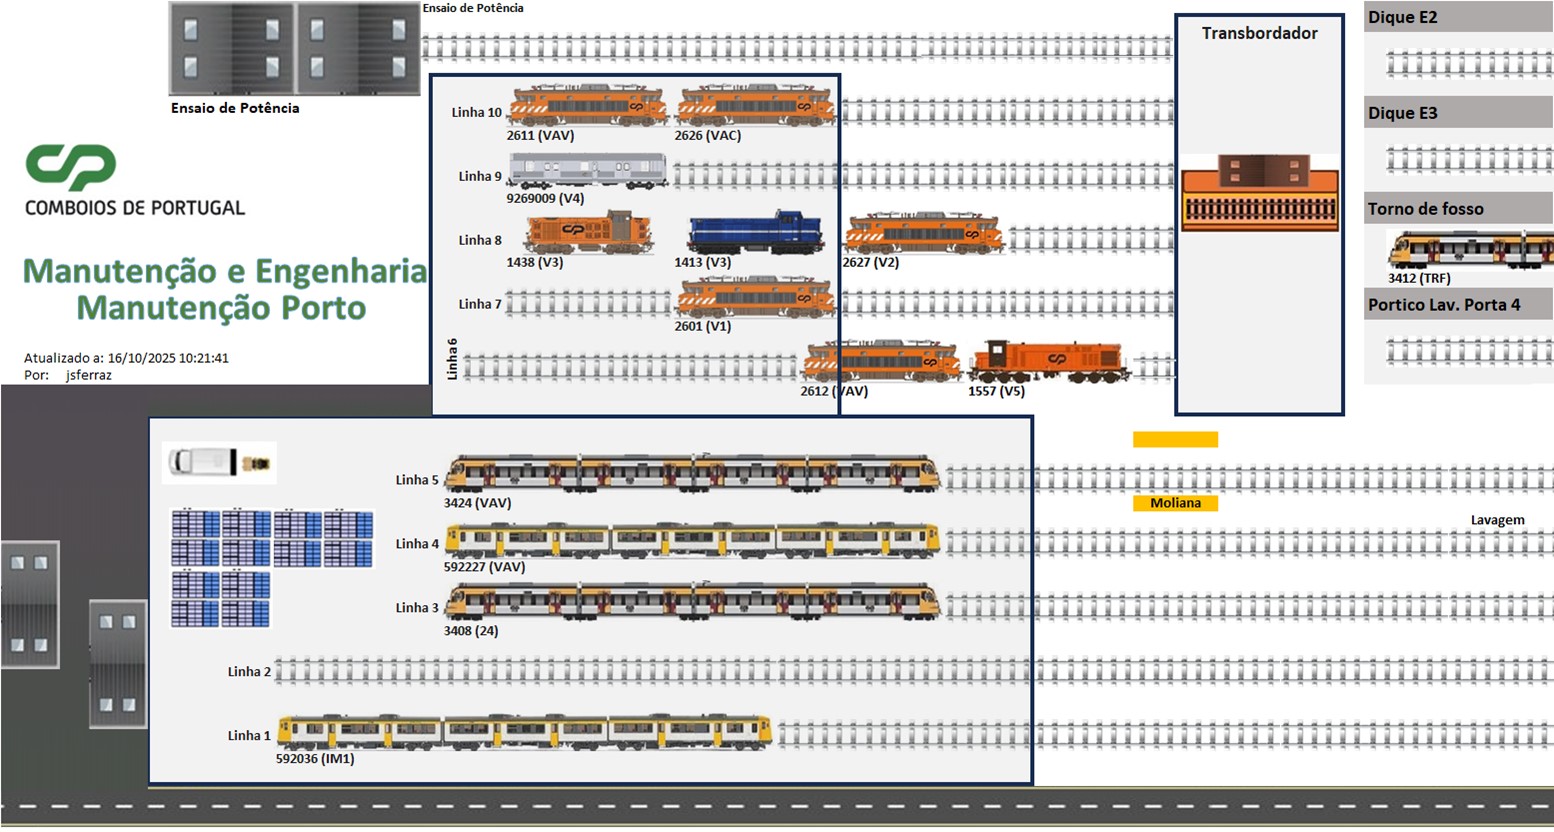 Ensaio de Potência
Ensaio de Potência
CP
COMBOIOS DE PORTUGAL
Manutenção e Engenharia
Manutenção Porto
Atualizado a: 16/10/2025 10:21:41
Por: jsferraz
Linha 10
2611 (VAV)
2626 (VAC)
Linha 9
9269009 (V4)
Linha 8
1438 (V3)
1413 (V3)
2627 (V2)
Linha 7
2601 (V1)
Linha 6
2612 (VAV)
1557 (V5)
Transbordador
Dique E2
Dique E3
Torno de fosso
3412 (TRF)
Portico Lav. Porta 4
Linha 5
3424 (VAV)
Moliana
Lavagem
Linha 4
592227 (VAV)
Linha 3
3408 (24)
Linha 2
Linha 1
592036 (IM1)